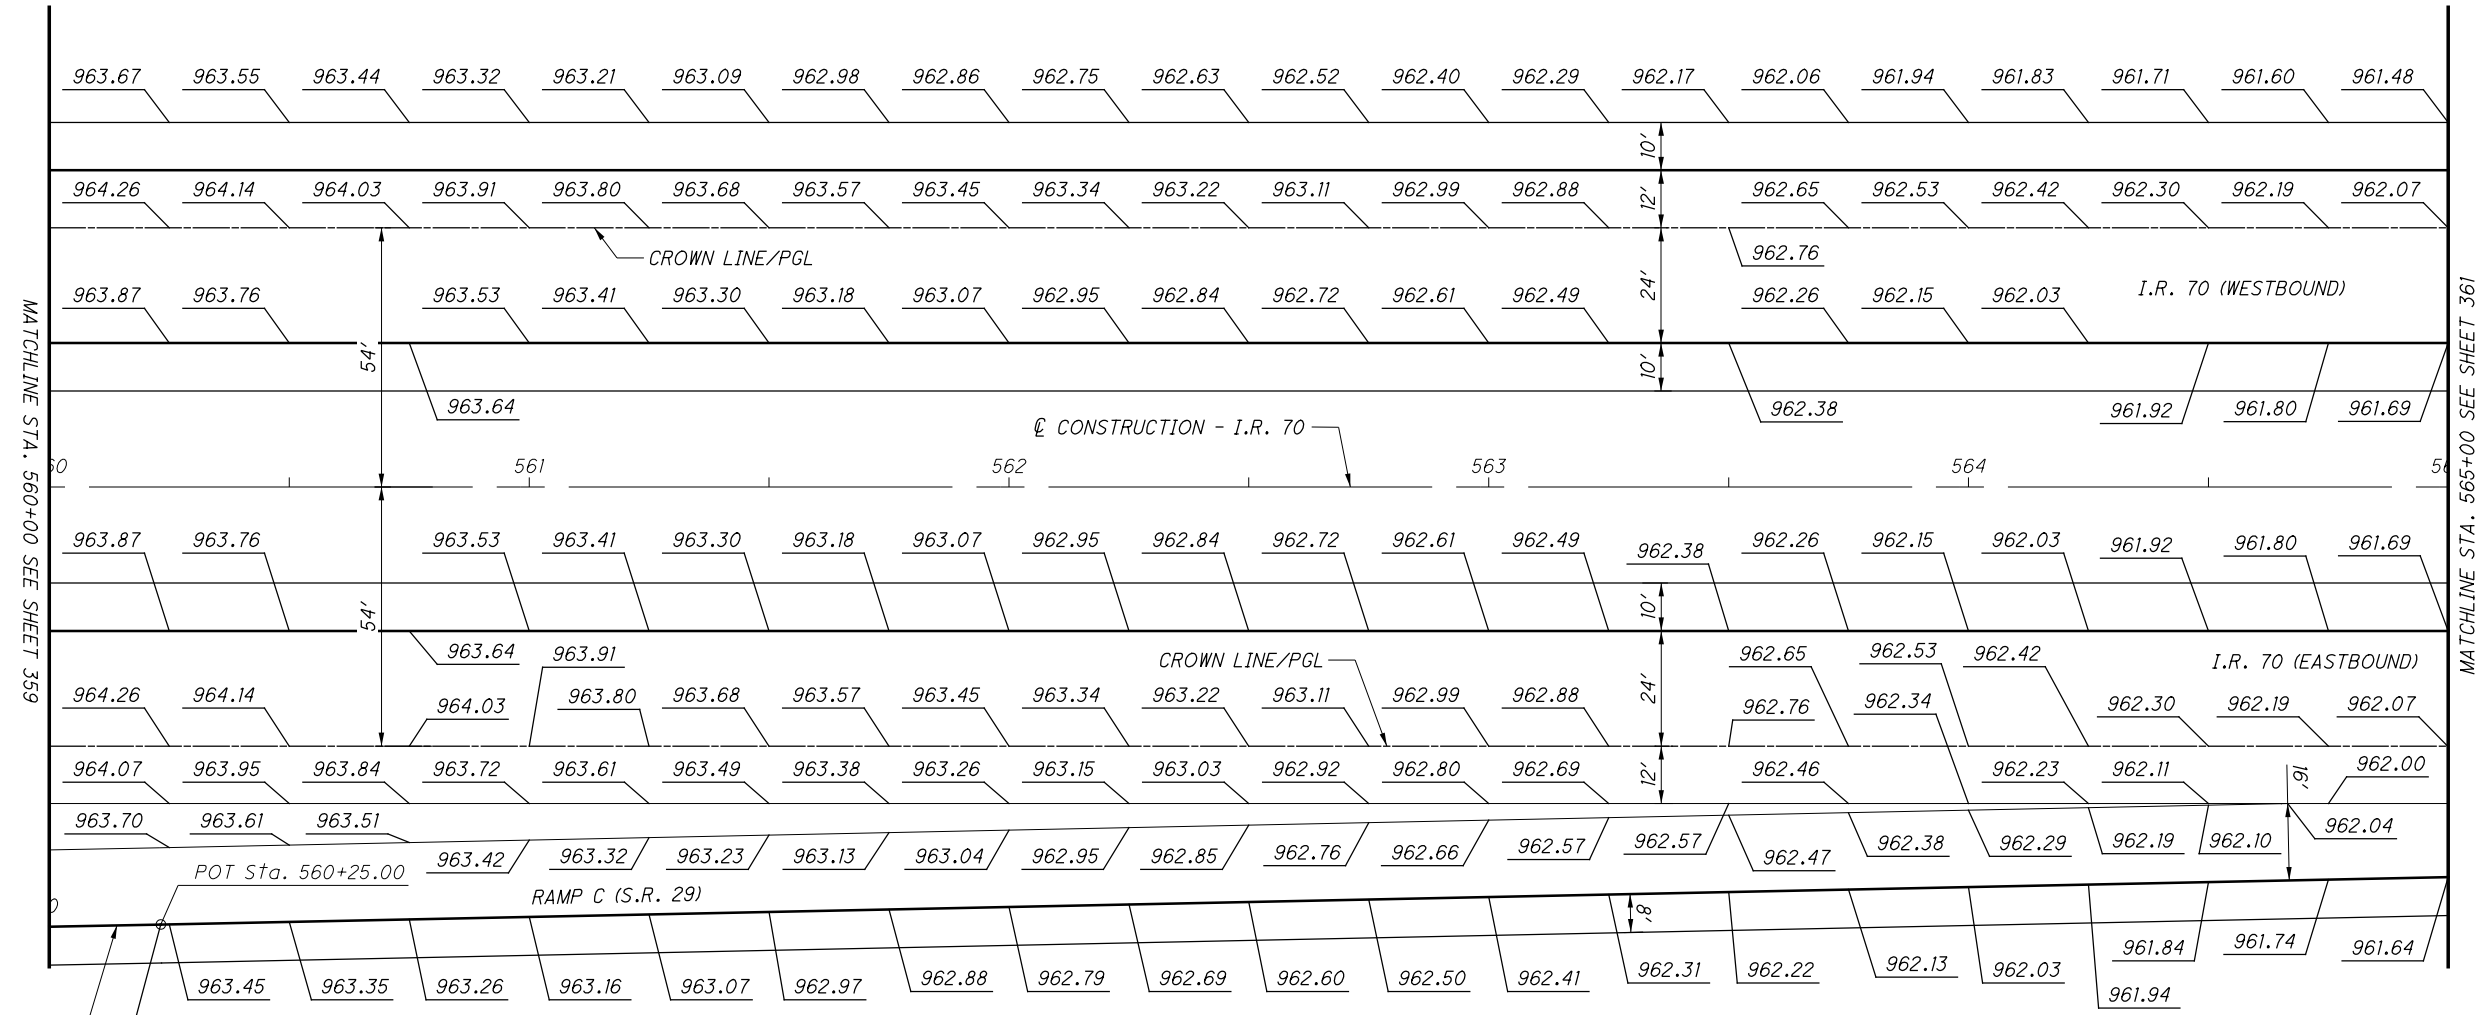 963.67 963.55 963.44 963.32 963.21 963.09 962.98 962.86 962.75 962.63 962.52 962.40 962.29 962.17 962.06 961.94 961.83 961.71 961.60 961.48
10'
964.26 964.14 964.03 963.91 963.80 963.68 963.57 963.45 963.34 963.22 963.11 962.99 962.88 12' 962.65 962.53 962.42 962.30 962.19 962.07
CROWN LINE/PGL 962.76
963.87 963.76 963.53 963.41 963.30 963.18 963.07 962.95 962.84 962.72 962.61 962.49 24' 962.26 962.15 962.03 I.R. 70 (WESTBOUND)
54' 10'
963.64 962.38 961.92 961.80 961.69
℄ CONSTRUCTION - I.R. 70
MATCHLINE STA. 560+00 SEE SHEET 359
MATCHLINE STA. 565+00 SEE SHEET 361
60 561 562 563 564 56
963.87 963.76 963.53 963.41 963.30 963.18 963.07 962.95 962.84 962.72 962.61 962.49 962.38 962.26 962.15 962.03 961.92 961.80 961.69
54' 10'
963.64 963.91 CROWN LINE/PGL 962.65 962.53 962.42 I.R. 70 (EASTBOUND)
964.26 964.14 964.03 963.80 963.68 963.57 963.45 963.34 963.22 963.11 962.99 962.88 24' 962.76 962.34 962.30 962.19 962.07
964.07 963.95 963.84 963.72 963.61 963.49 963.38 963.26 963.15 963.03 962.92 962.80 962.69 12' 962.46 962.23 962.11 16' 962.00
963.70 963.61 963.51
963.42 963.32 963.23 963.13 963.04 962.95 962.85 962.76 962.66 962.57 962.57 962.47 962.38 962.29 962.19 962.10 962.04
POT Sta. 560+25.00
RAMP C (S.R. 29)
0
8'
963.45 963.35 963.26 963.16 963.07 962.97 962.88 962.79 962.69 962.60 962.50 962.41 962.31 962.22 962.13 962.03 961.94 961.84 961.74 961.64